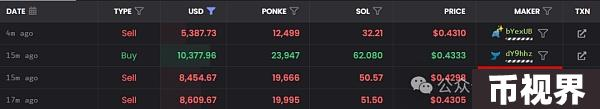 DATE TYPE USD PONKE SOL PRICE MAKER TXN
4m ago Sell 5,387.73 12,499 32.21 $0.4310 bYexUB
15m ago Buy 10,377.96 23,947 62.080 $0.4333 dY9hhz
15m ago Sell 8,454.67 19,666 50.57 $0.4298
17m ago Sell 8,609.67 19,995 51.50 $0.4305
公众
币视界